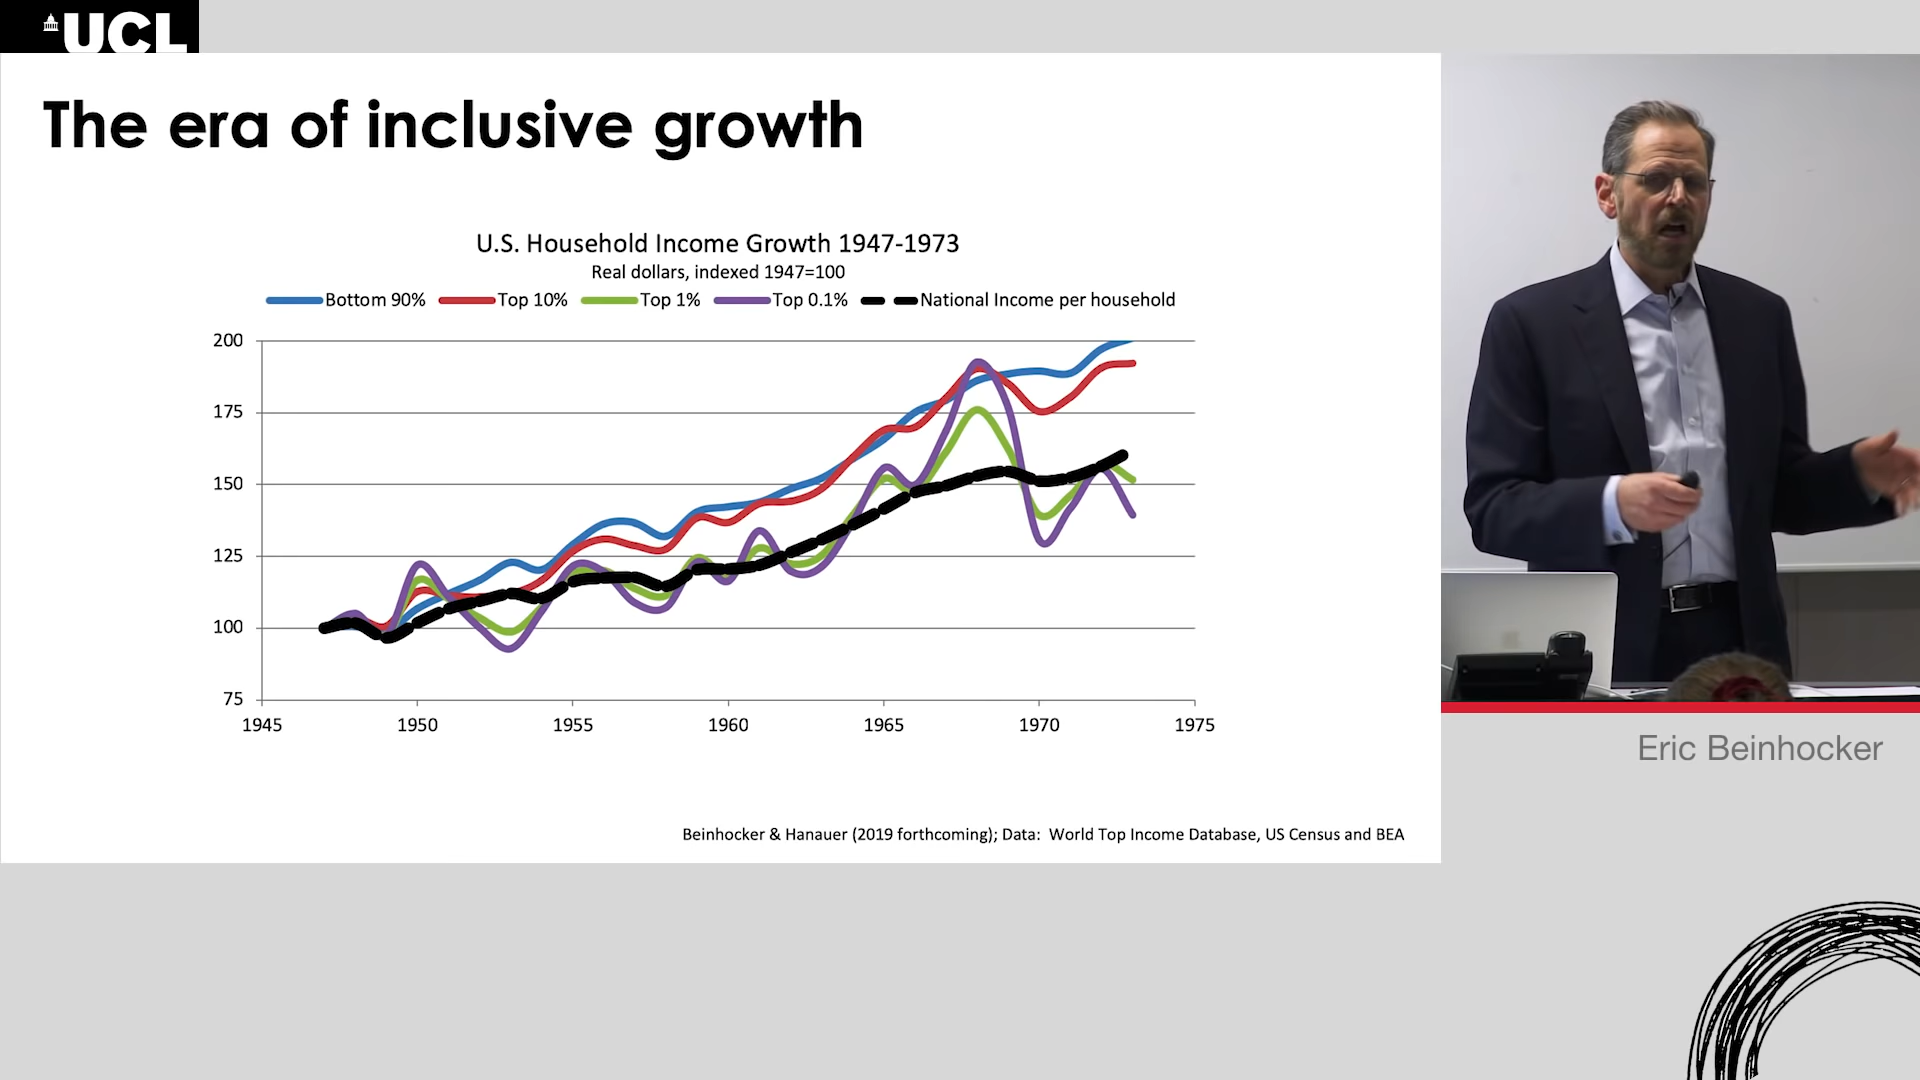 UCL
The era of inclusive growth
U.S. Household Income Growth 1947-1973
Real dollars, indexed 1947=100
Bottom 90% Top 10% Top 1% Top 0.1% National Income per household
200
175
150
125
100
75
1945 1950 1955 1960 1965 1970 1975
Beinhocker & Hanauer (2019 forthcoming); Data: World Top Income Database, US Census and BEA
Eric Beinhocker